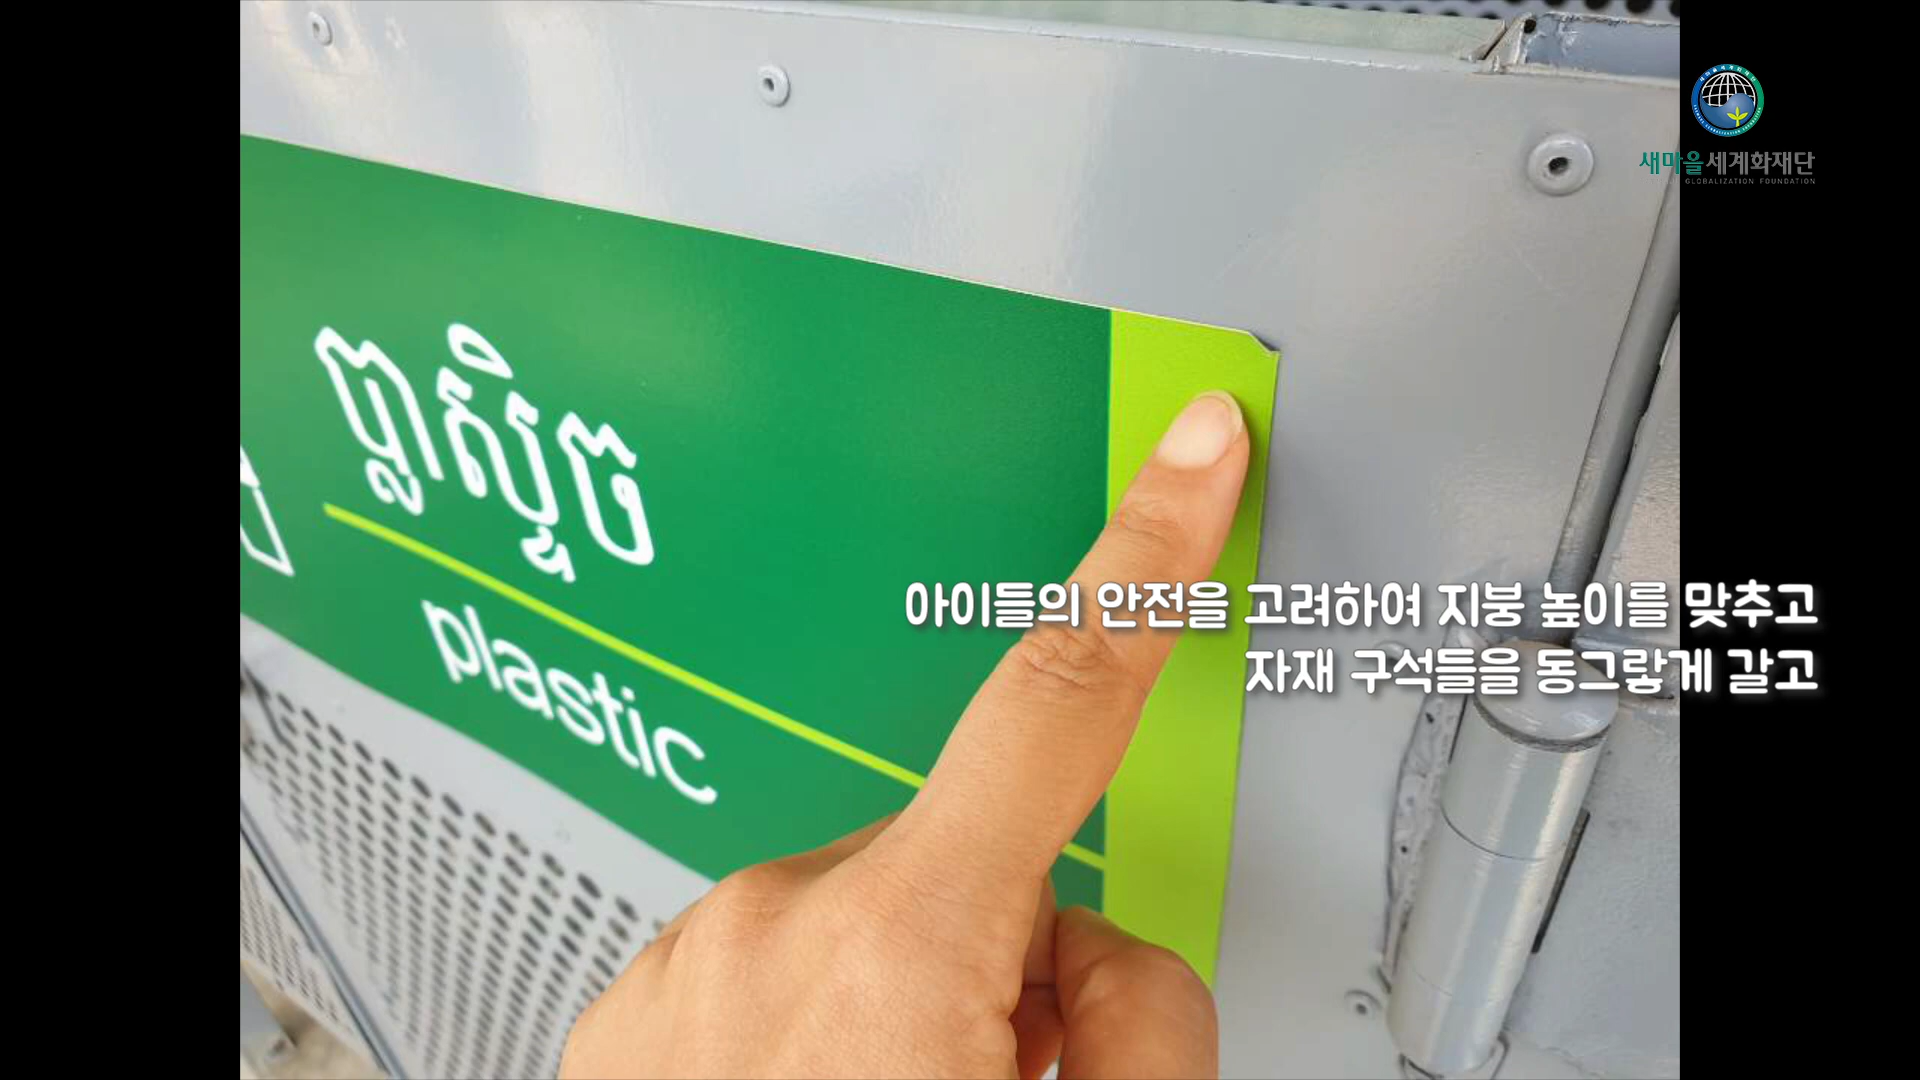 새마을세계화재단
GLOBALIZATION FOUNDATION
ប្លាស្ទីច
plastic
아이들의 안전을 고려하여 지붕 높이를 맞추고
자재 구석들을 동그랗게 갈고